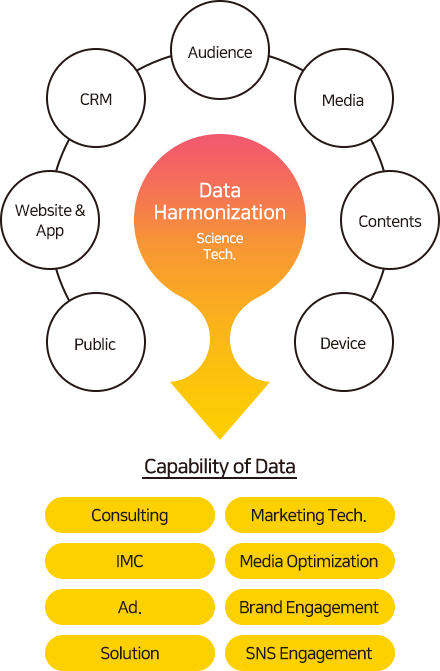 Audience
CRM
Media
Data
Harmonization
Science
Tech.
Website &
App
Contents
Public
Device
Capability of Data
Consulting
Marketing Tech.
IMC
Media Optimization
Ad.
Brand Engagement
Solution
SNS Engagement